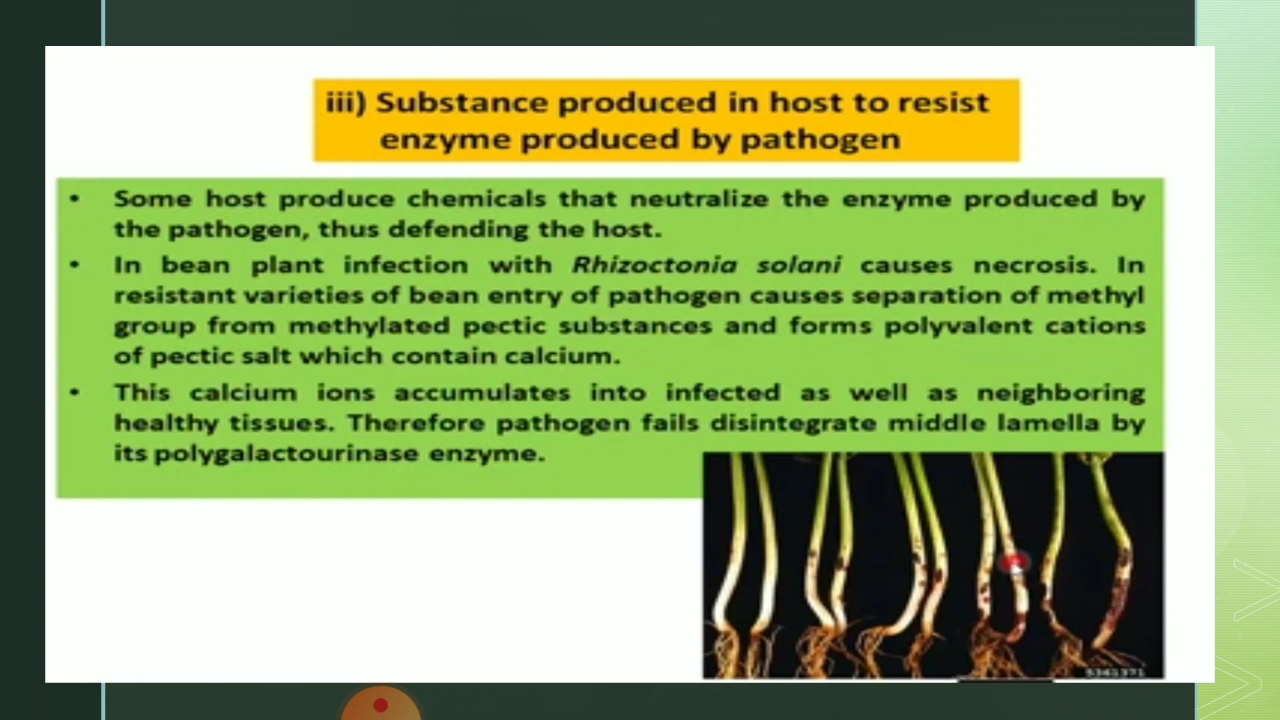 iii) Substance produced in host to resist
enzyme produced by pathogen
• Some host produce chemicals that neutralize the enzyme produced by
the pathogen, thus defending the host.
• In bean plant infection with Rhizoctonia solani causes necrosis. In
resistant varieties of bean entry of pathogen causes separation of methyl
group from methylated pectic substances and forms polyvalent cations
of pectic salt which contain calcium.
• This calcium ions accumulates into infected as well as neighboring
healthy tissues. Therefore pathogen fails disintegrate middle lamella by
its polygalactourinase enzyme.
5361371